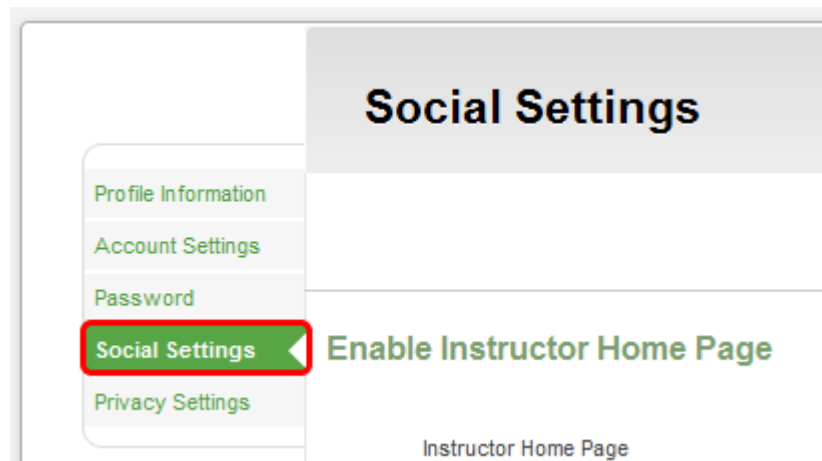 Social Settings
Profile Information
Account Settings
Password
Social Settings
Privacy Settings
Enable Instructor Home Page
Instructor Home Page